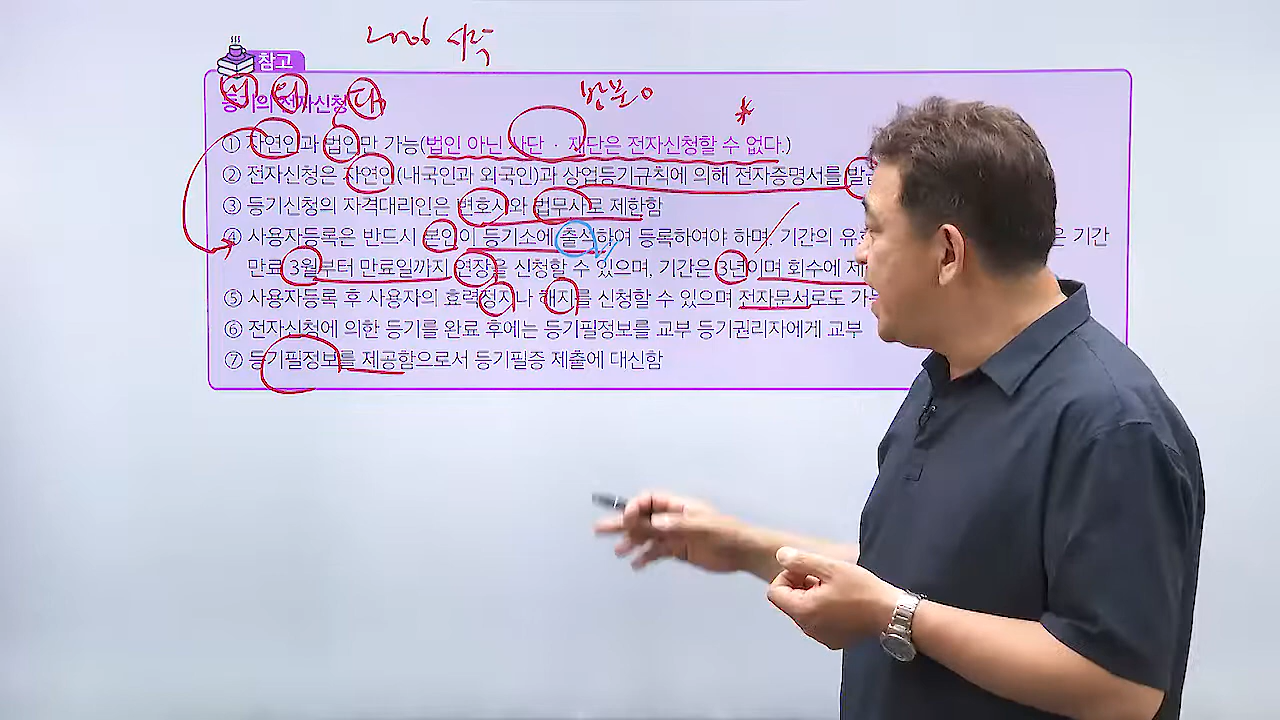 참고
등기의 전자신청
① 자연인과 법인만 가능(법인 아닌 사단 · 재단은 전자신청할 수 없다.)
② 전자신청은 자연인(내국인과 외국인)과 상업등기규칙에 의해 전자증명서를 발급
③ 등기신청의 자격대리인은 변호사와 법무사로 제한함
④ 사용자등록은 반드시 본인이 등기소에 출석하여 등록하여야 하며, 기간의 유 은 기간
만료 3월부터 만료일까지 연장을 신청할 수 있으며, 기간은 3년이며 회수에 제
⑤ 사용자등록 후 사용자의 효력정지나 해지를 신청할 수 있으며 전자문서로도 가능
⑥ 전자신청에 의한 등기를 완료 후에는 등기필정보를 교부 등기권리자에게 교부
⑦ 등기필정보를 제공함으로서 등기필증 제출에 대신함